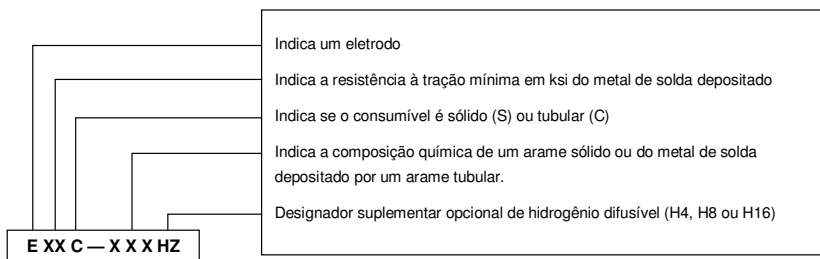 Indica um eletrodo
Indica a resistência à tração mínima em ksi do metal de solda depositado
Indica se o consumível é sólido (S) ou tubular (C)
Indica a composição química de um arame sólido ou do metal de solda
depositado por um arame tubular.
Indica designador suplementar opcional de hidrogênio difusível (H4, H8 ou H16)
E XX C — X X X HZ